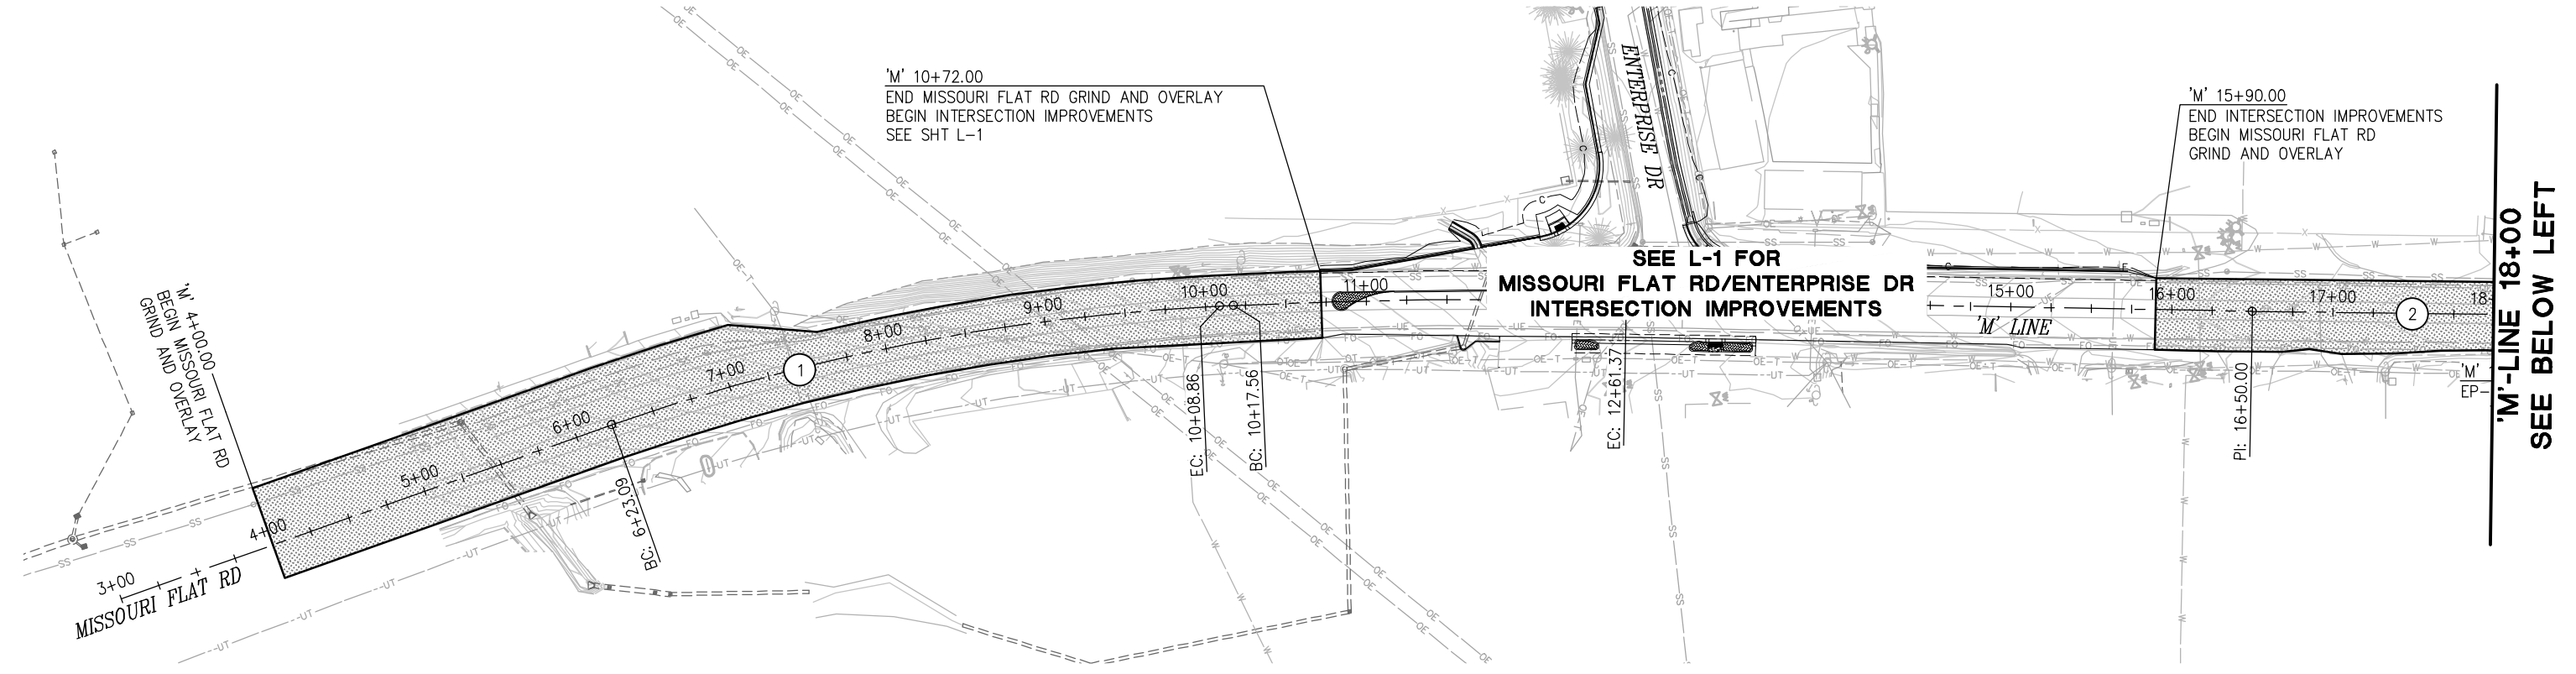 'M' 10+72.00
END MISSOURI FLAT RD GRIND AND OVERLAY
BEGIN INTERSECTION IMPROVEMENTS
SEE SHT L-1
'M' 15+90.00
END INTERSECTION IMPROVEMENTS
BEGIN MISSOURI FLAT RD
GRIND AND OVERLAY
ENTERPRISE DR
'M' 4+00.00
BEGIN MISSOURI FLAT RD
GRIND AND OVERLAY
SEE L-1 FOR
MISSOURI FLAT RD/ENTERPRISE DR
INTERSECTION IMPROVEMENTS
3+00
4+00
5+00
6+00
7+00
8+00
9+00
10+00
11+00
15+00
16+00
17+00
18-
1
2
'M' LINE
MISSOURI FLAT RD
BC: 6+23.09
EC: 10+08.86
BC: 10+17.56
EC: 12+61.37
PI: 16+50.00
'M'
EP-
'M'-LINE 18+00
SEE BELOW LEFT